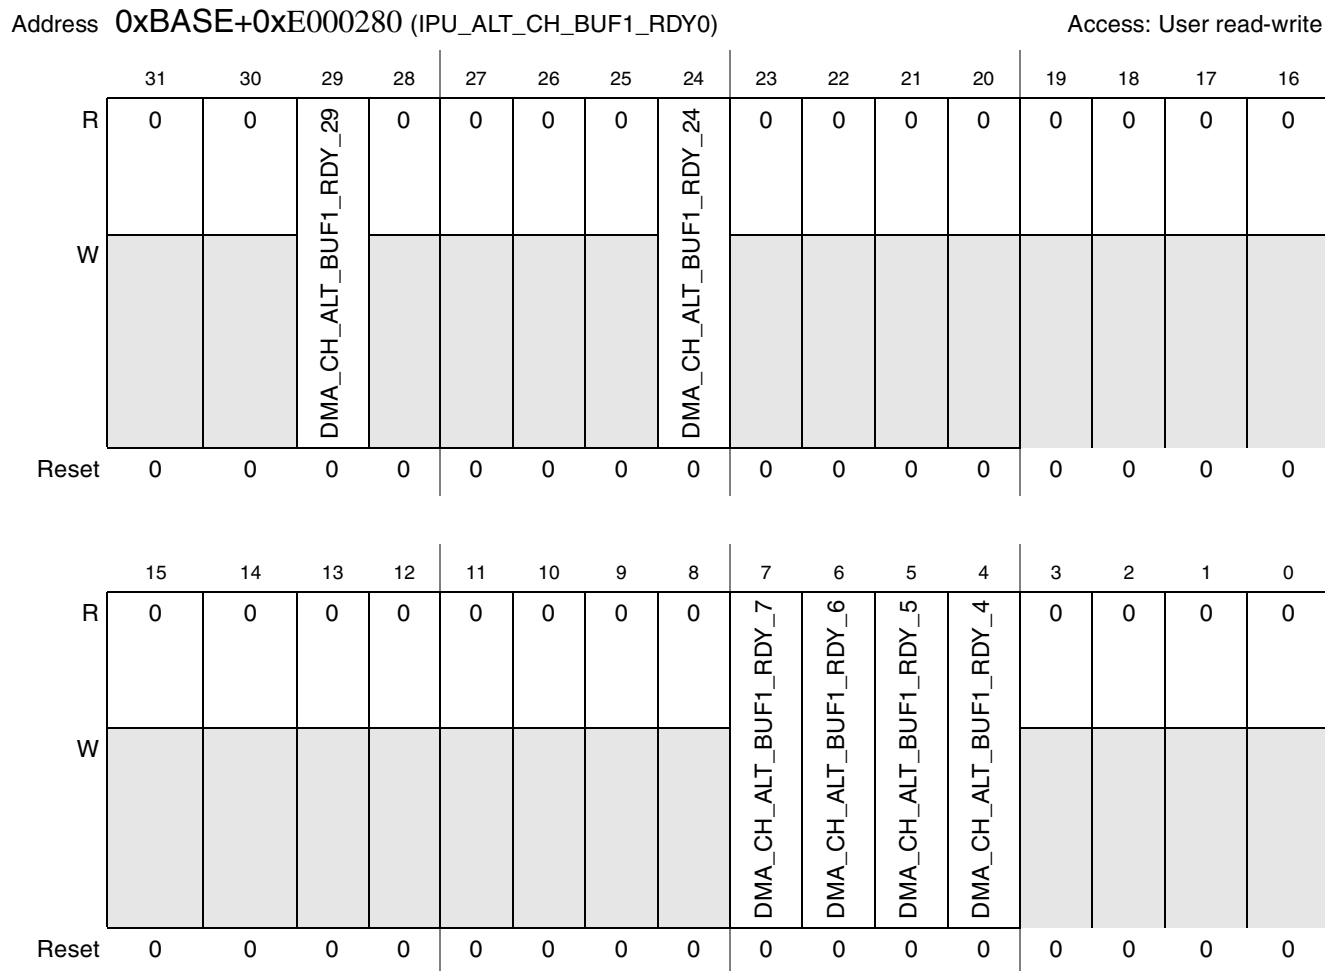 Address 0xBASE+0xE000280 (IPU_ALT_CH_BUF1_RDY0) Access: User read-write
31 30 29 28 27 26 25 24 23 22 21 20 19 18 17 16
R 0 0 DMA_CH_ALT_BUF1_RDY_29 0 0 0 0 DMA_CH_ALT_BUF1_RDY_24 0 0 0 0 0 0 0 0
W
Reset 0 0 0 0 0 0 0 0 0 0 0 0 0 0 0 0
15 14 13 12 11 10 9 8 7 6 5 4 3 2 1 0
R 0 0 0 0 0 0 0 0 DMA_CH_ALT_BUF1_RDY_7 DMA_CH_ALT_BUF1_RDY_6 DMA_CH_ALT_BUF1_RDY_5 DMA_CH_ALT_BUF1_RDY_4 0 0 0 0
W
Reset 0 0 0 0 0 0 0 0 0 0 0 0 0 0 0 0